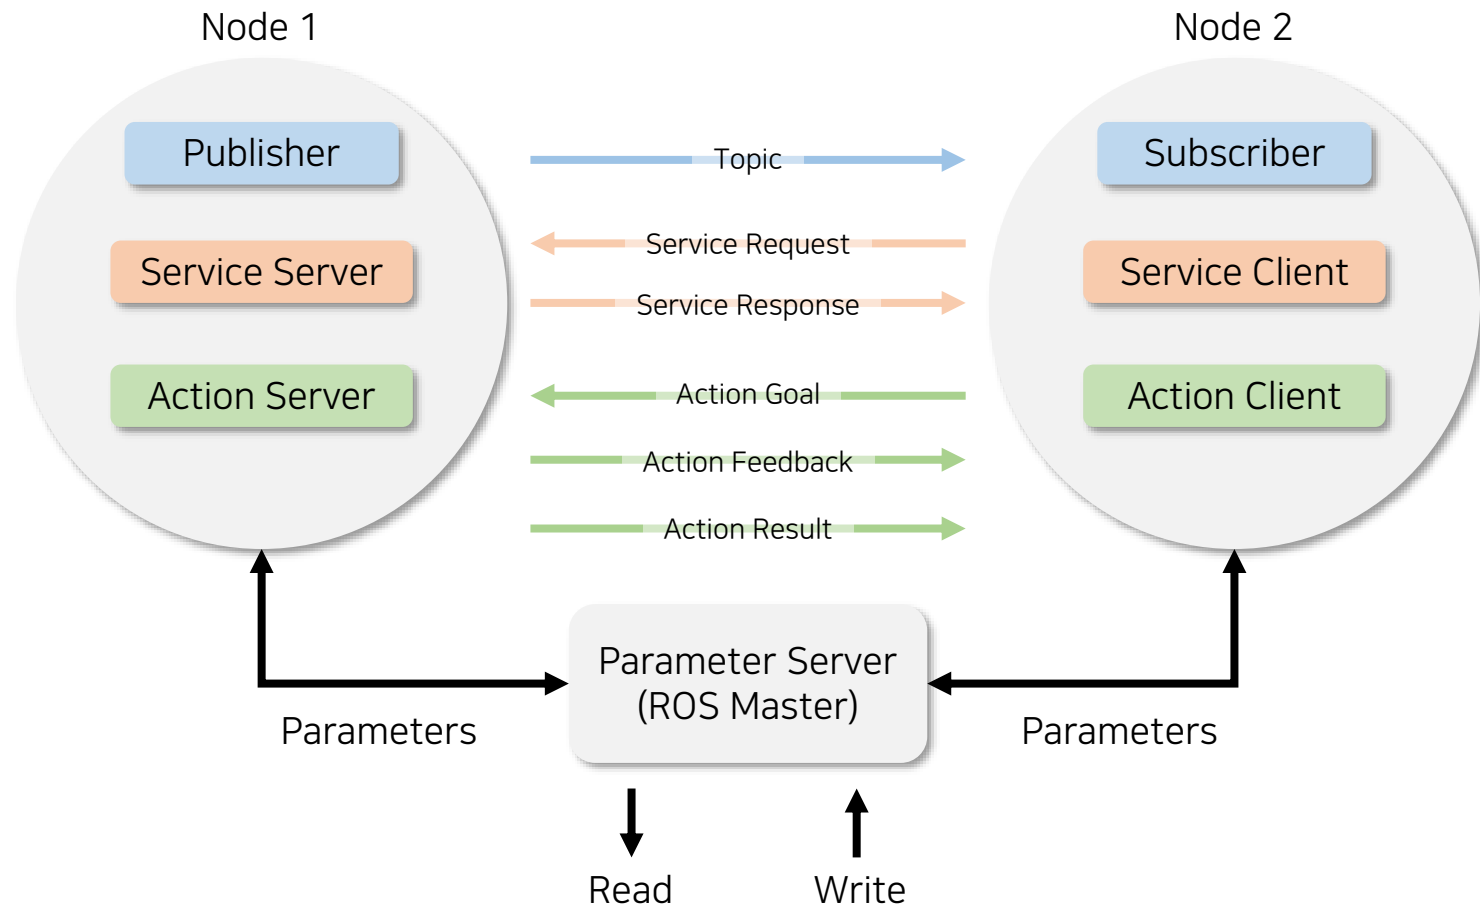 Node 1
Node 2
Publisher
Topic
Subscriber
Service Request
Service Server
Service Client
Service Response
Action Goal
Action Server
Action Client
Action Feedback
Action Result
Parameter Server
(ROS Master)
Parameters
Parameters
Read
Write